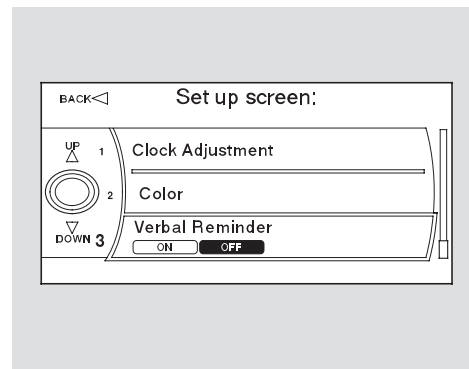 BACK Set up screen:
UP 1 Clock Adjustment
2 Color
Verbal Reminder
DOWN 3 ON OFF